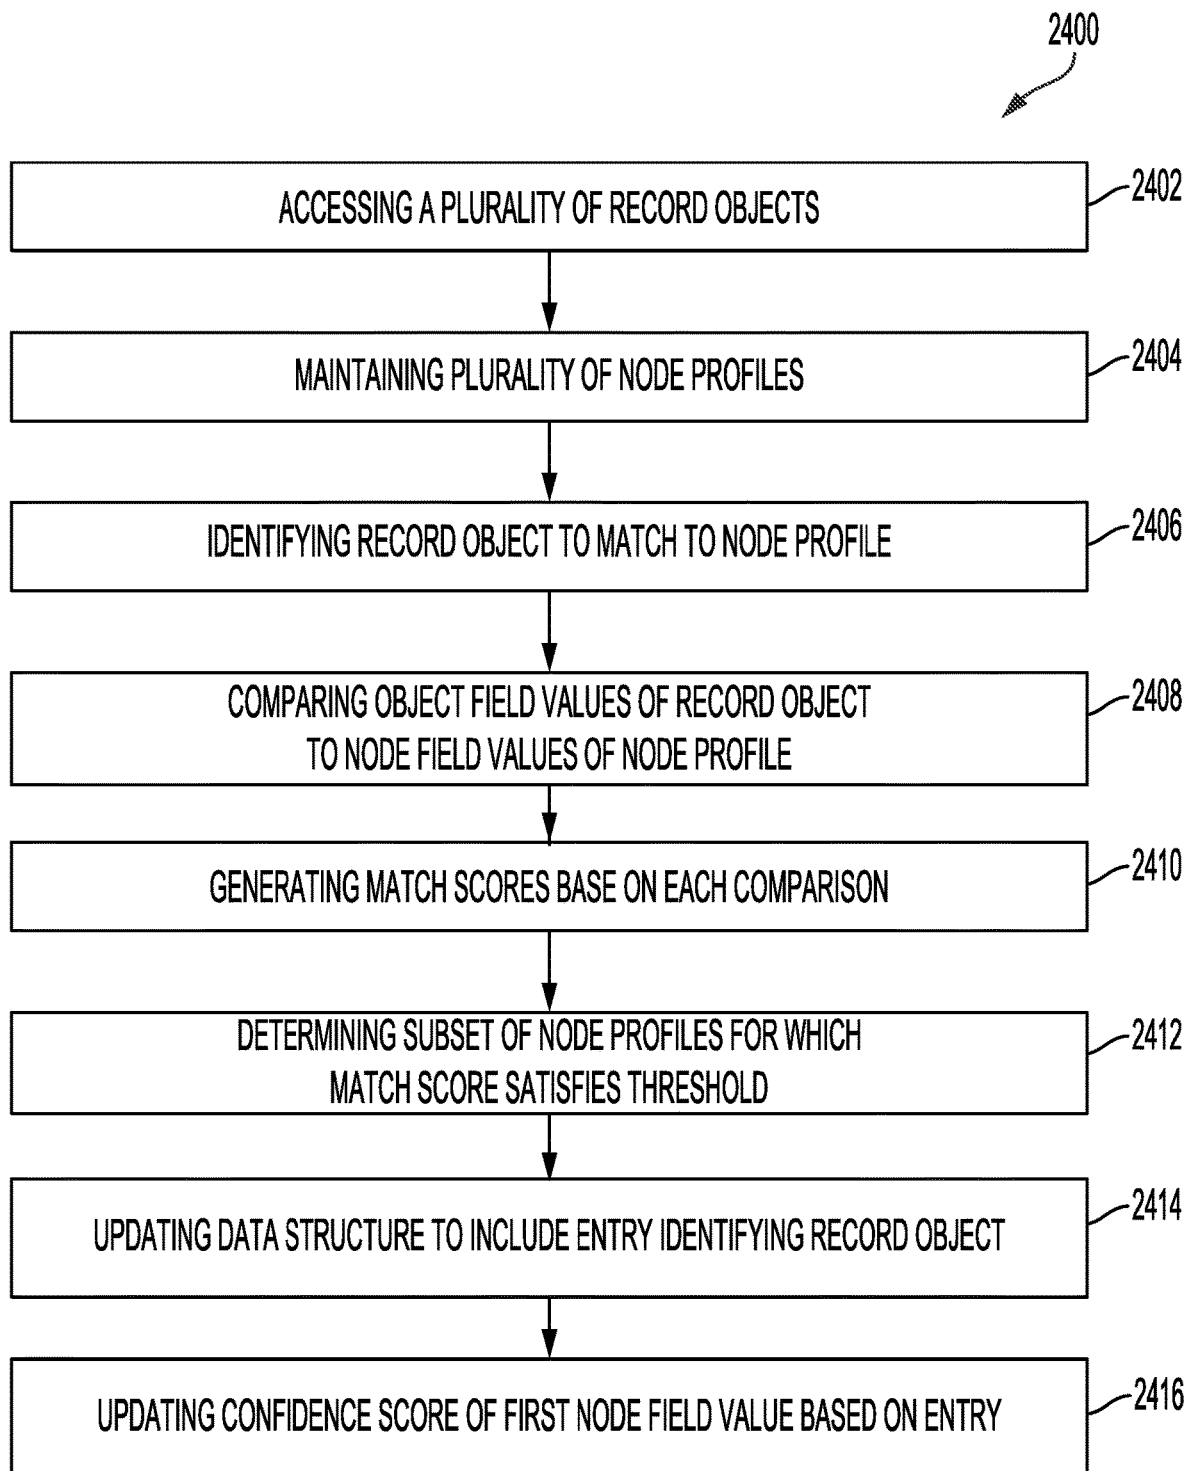 2400
ACCESSING A PLURALITY OF RECORD OBJECTS
2402
MAINTAINING PLURALITY OF NODE PROFILES
2404
IDENTIFYING RECORD OBJECT TO MATCH TO NODE PROFILE
2406
COMPARING OBJECT FIELD VALUES OF RECORD OBJECT
TO NODE FIELD VALUES OF NODE PROFILE
2408
GENERATING MATCH SCORES BASE ON EACH COMPARISON
2410
DETERMINING SUBSET OF NODE PROFILES FOR WHICH
MATCH SCORE SATISFIES THRESHOLD
2412
UPDATING DATA STRUCTURE TO INCLUDE ENTRY IDENTIFYING RECORD OBJECT
2414
UPDATING CONFIDENCE SCORE OF FIRST NODE FIELD VALUE BASED ON ENTRY
2416